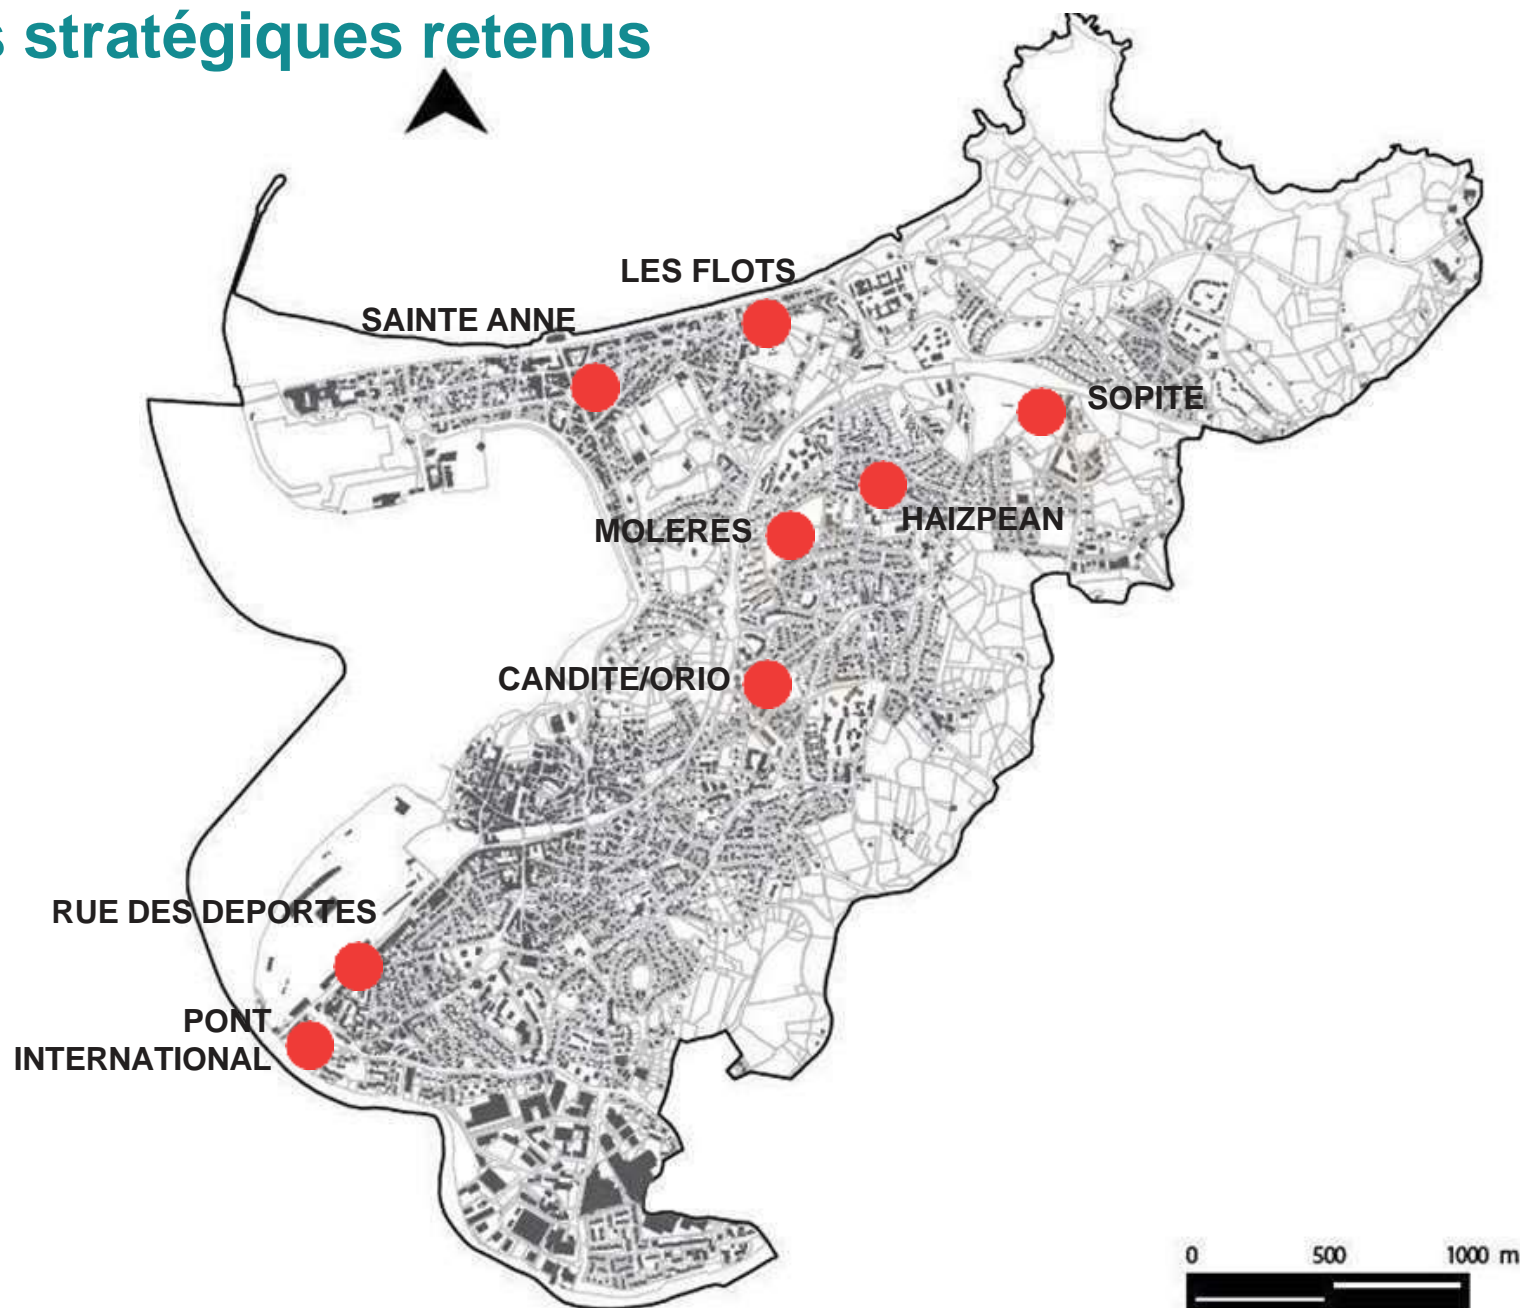 s stratégiques retenus
LES FLOTS
SAINTE ANNE
SOPITE
HAIZPEAN
MOLERES
CANDITE/ORIO
RUE DES DEPORTES
PONT
INTERNATIONAL
0 500 1000 m